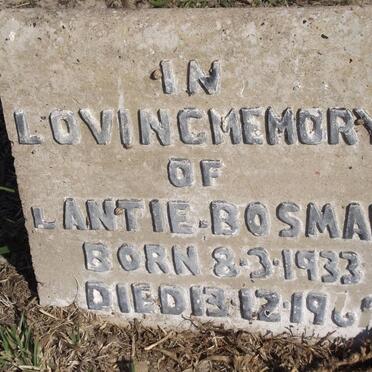 IN
LOVING MEMORY
OF
LANTIE.BOSMAN
BORN 8.3.1933
DIED 13.12.196